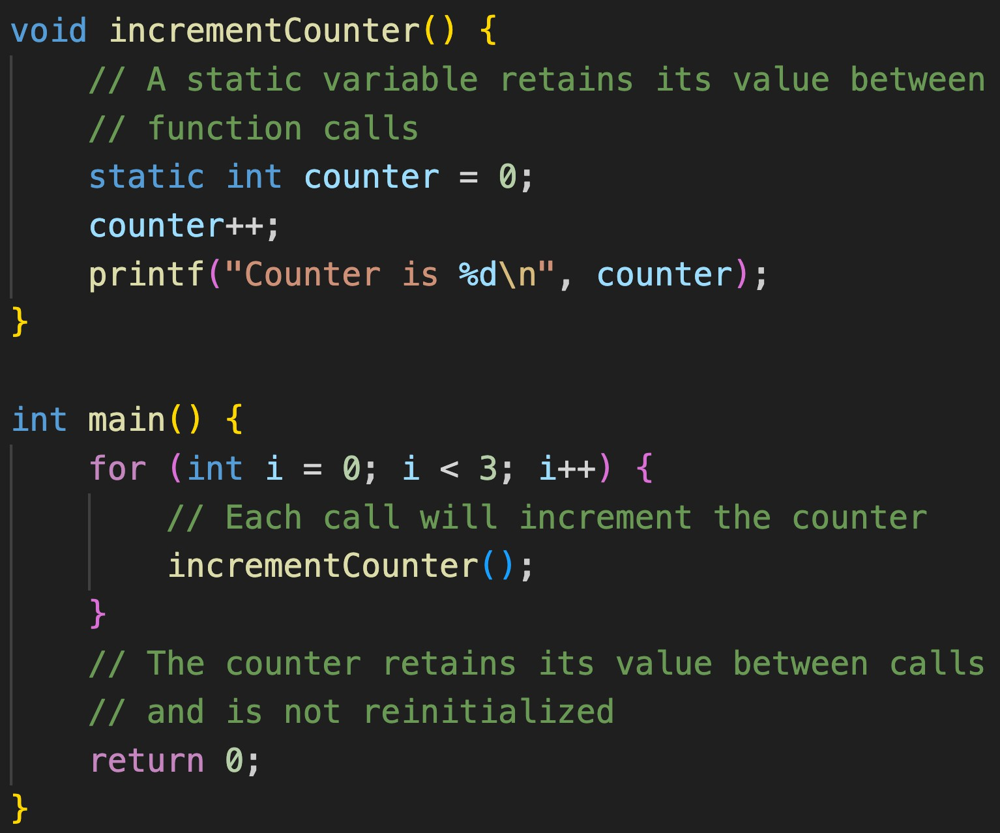 void incrementCounter() {
    // A static variable retains its value between
    // function calls
    static int counter = 0;
    counter++;
    printf("Counter is %d\n", counter);
}

int main() {
    for (int i = 0; i < 3; i++) {
        // Each call will increment the counter
        incrementCounter();
    }
    // The counter retains its value between calls
    // and is not reinitialized
    return 0;
}